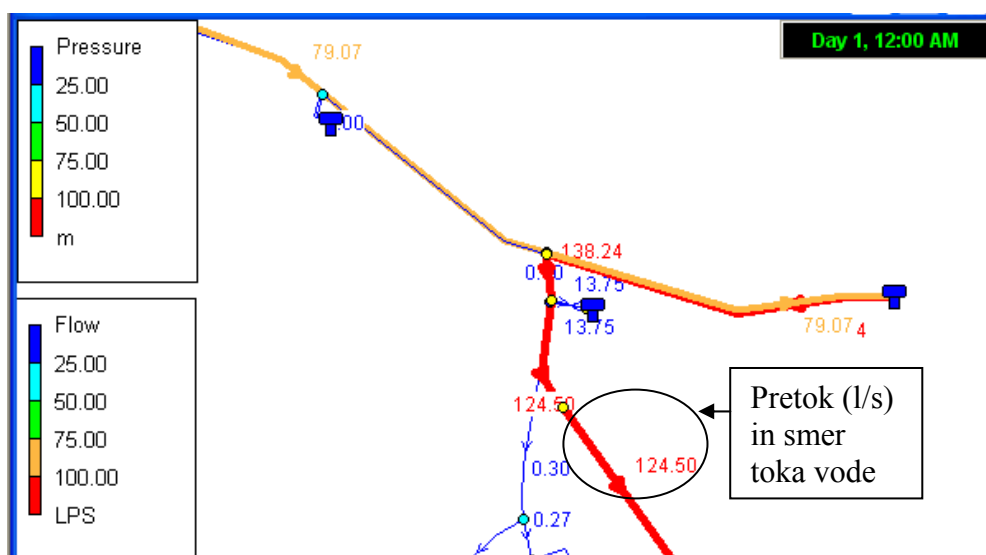 Pressure
25.00
50.00
75.00
100.00
m
Flow
25.00
50.00
75.00
100.00
LPS
Day 1, 12:00 AM
79.07
138.24
13.75
13.75
79.07
4
124.50
124.50
0.30
0.27
Pretok (l/s)
in smer
toka vode